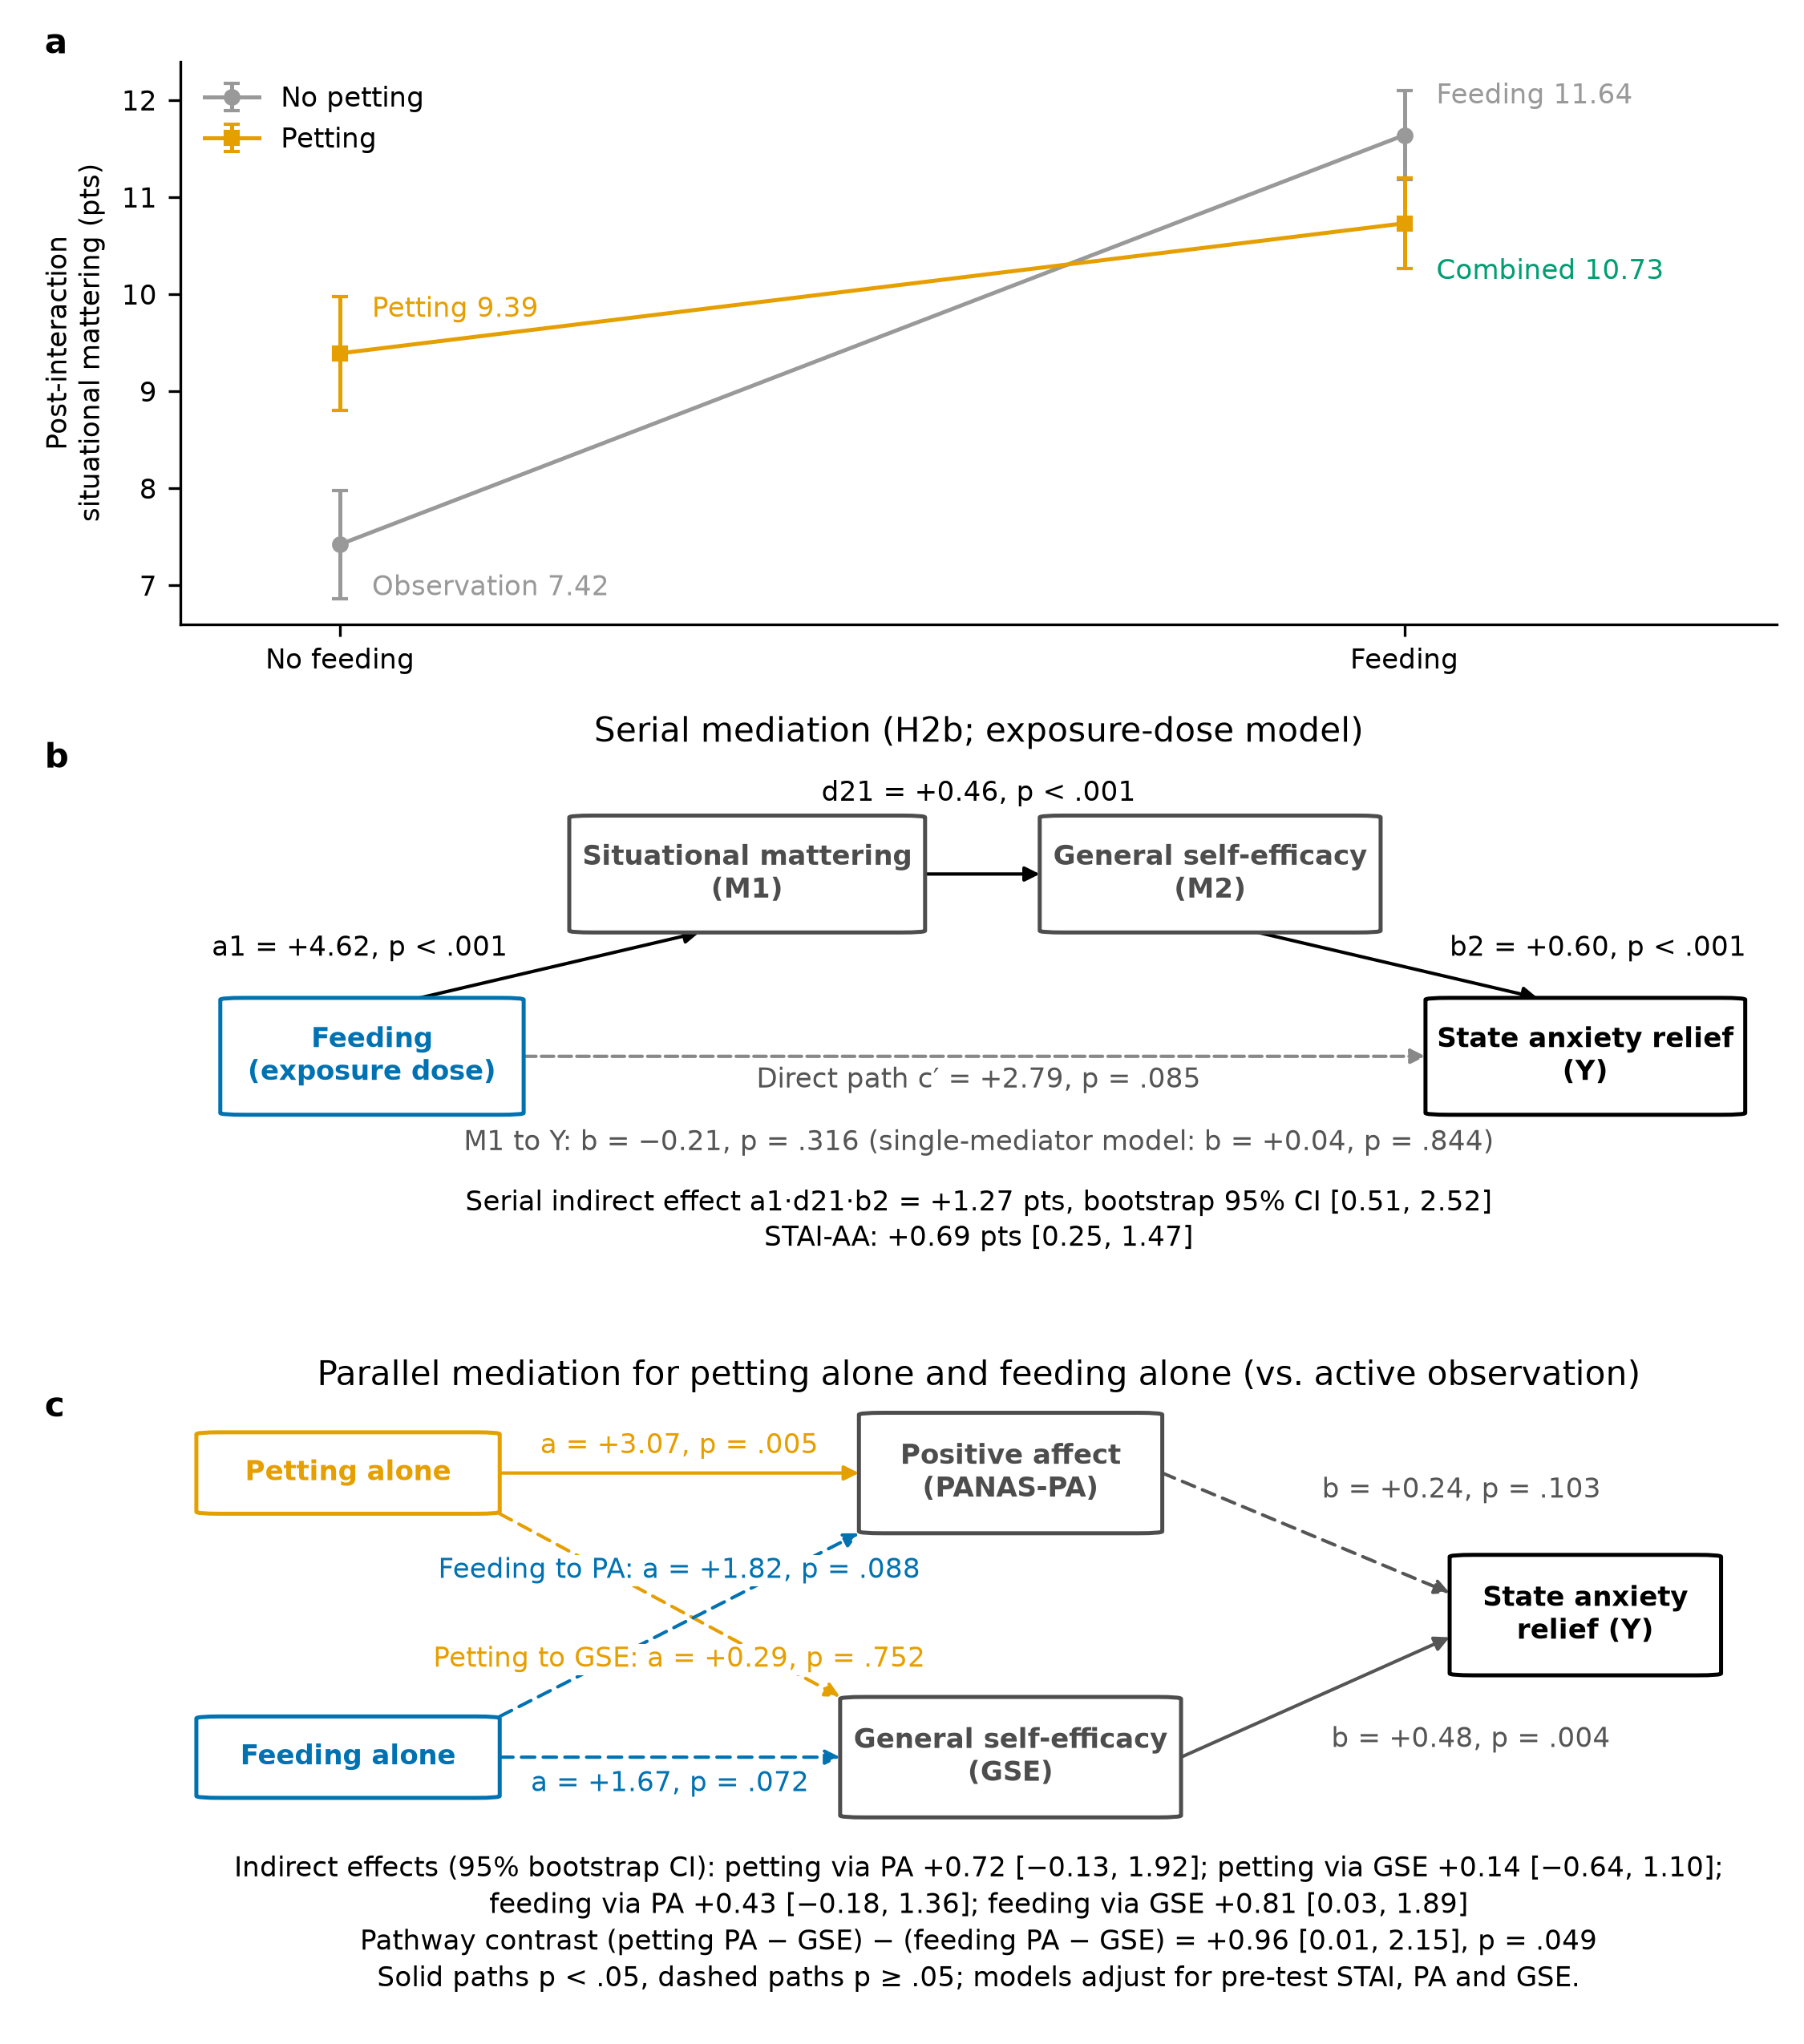 a
12
11
10
9
8
7
Post-interaction
situational mattering (pts)
No petting
Petting
Feeding 11.64
Combined 10.73
Petting 9.39
Observation 7.42
No feeding
Feeding
b
Serial mediation (H2b; exposure-dose model)
d21 = +0.46, p < .001
Situational mattering
(M1)
General self-efficacy
(M2)
a1 = +4.62, p < .001
b2 = +0.60, p < .001
Feeding
(exposure dose)
State anxiety relief
(Y)
Direct path c′ = +2.79, p = .085
M1 to Y: b = −0.21, p = .316 (single-mediator model: b = +0.04, p = .844)
Serial indirect effect a1·d21·b2 = +1.27 pts, bootstrap 95% CI [0.51, 2.52]
STAI-AA: +0.69 pts [0.25, 1.47]
c
Parallel mediation for petting alone and feeding alone (vs. active observation)
Petting alone
a = +3.07, p = .005
Positive affect
(PANAS-PA)
b = +0.24, p = .103
Feeding to PA: a = +1.82, p = .088
State anxiety
relief (Y)
Petting to GSE: a = +0.29, p = .752
Feeding alone
a = +1.67, p = .072
General self-efficacy
(GSE)
b = +0.48, p = .004
Indirect effects (95% bootstrap CI): petting via PA +0.72 [−0.13, 1.92]; petting via GSE +0.14 [−0.64, 1.10];
feeding via PA +0.43 [−0.18, 1.36]; feeding via GSE +0.81 [0.03, 1.89]
Pathway contrast (petting PA − GSE) − (feeding PA − GSE) = +0.96 [0.01, 2.15], p = .049
Solid paths p < .05, dashed paths p ≥ .05; models adjust for pre-test STAI, PA and GSE.